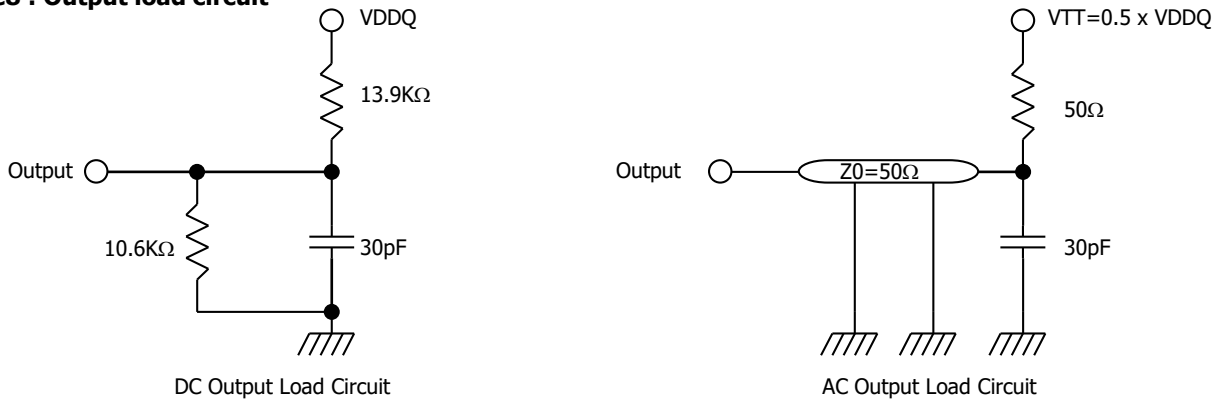 : Output load circuit
VDDQ
13.9KΩ
Output
10.6KΩ
30pF
DC Output Load Circuit
VTT=0.5 x VDDQ
50Ω
Output
Z0=50Ω
30pF
AC Output Load Circuit